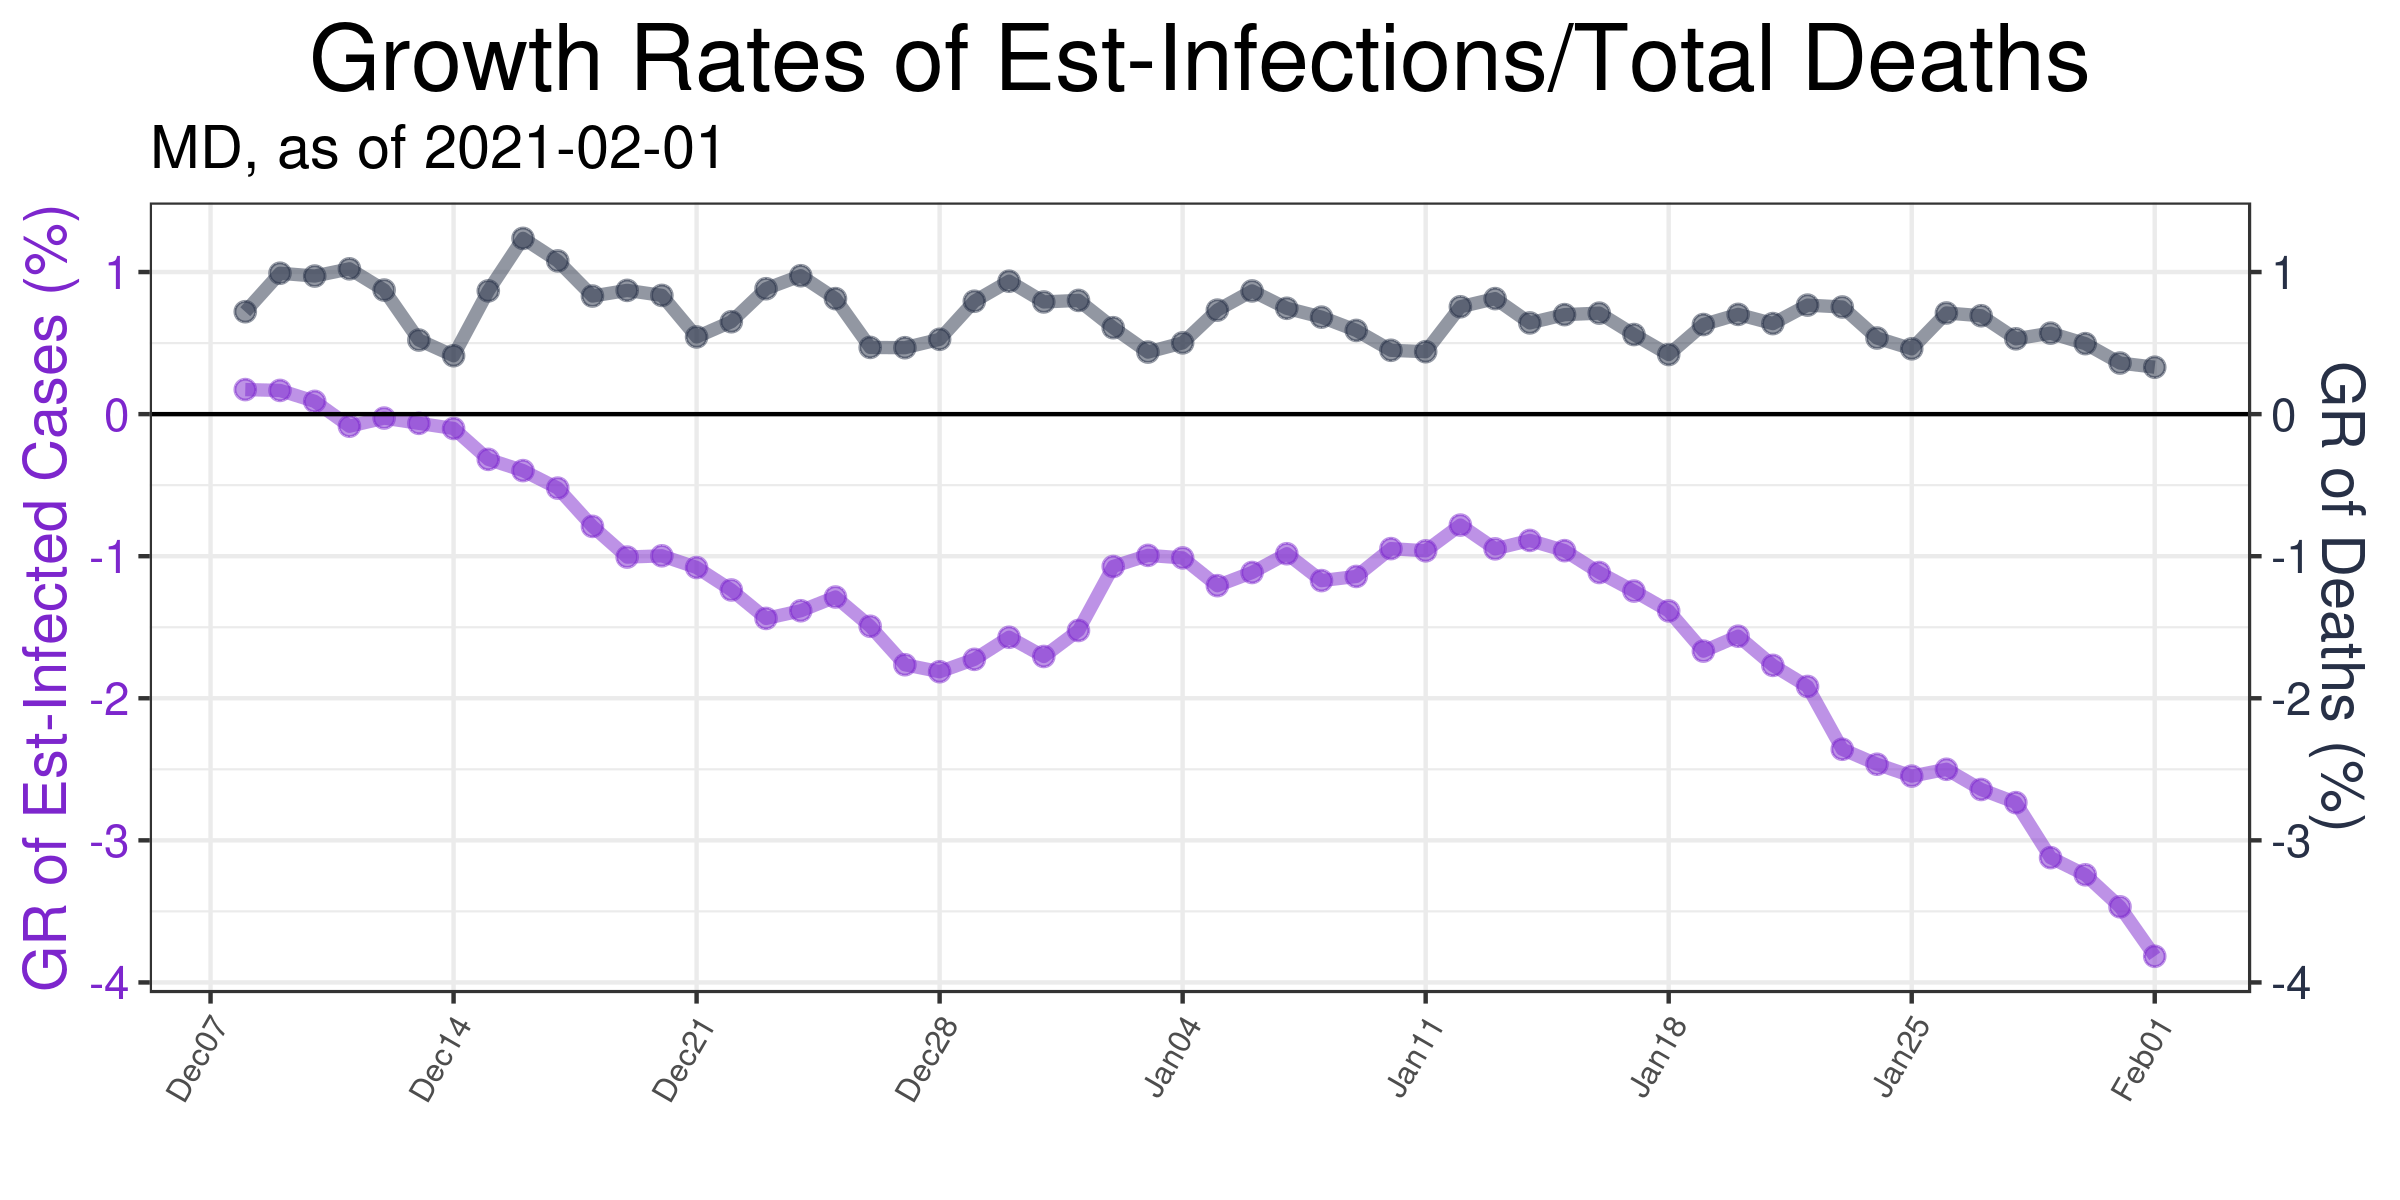 Growth Rates of Est-Infections/Total Deaths
MD, as of 2021-02-01
GR of Est-Infected Cases (%)
1
0
-1
-2
-3
-4
1
0
-1
-2
-3
-4
GR of Deaths (%)
Dec07
Dec14
Dec21
Dec28
Jan04
Jan11
Jan18
Jan25
Feb01